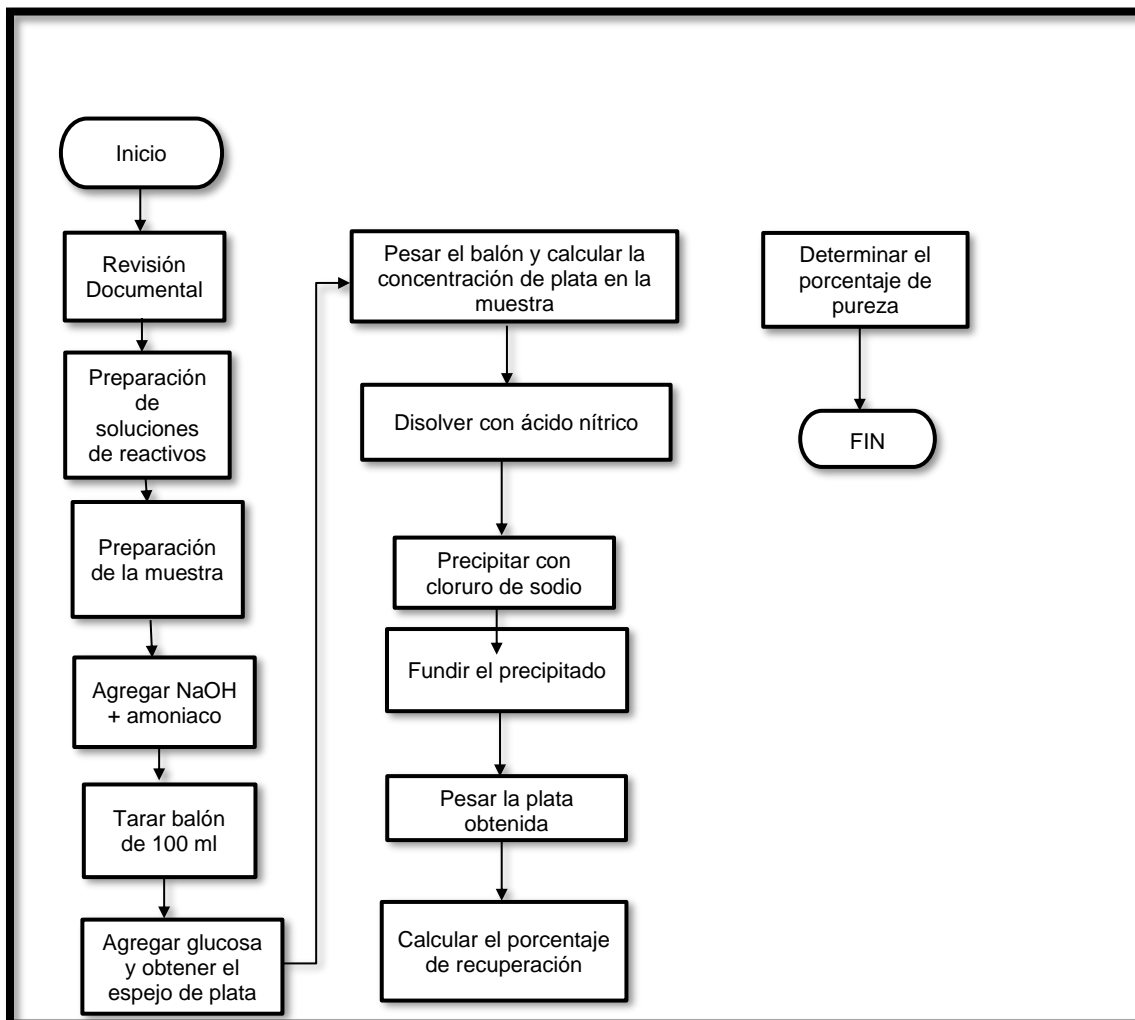 Inicio
Revisión
Documental
Preparación
de
soluciones
de reactivos
Preparación
de la muestra
Agregar NaOH
+ amoniaco
Tarar balón
de 100 ml
Agregar glucosa
y obtener el
espejo de plata
Pesar el balón y calcular la
concentración de plata en la
muestra
Disolver con ácido nítrico
Precipitar con
cloruro de sodio
Fundir el precipitado
Pesar la plata
obtenida
Calcular el porcentaje
de recuperación
Determinar el
porcentaje de
pureza
FIN